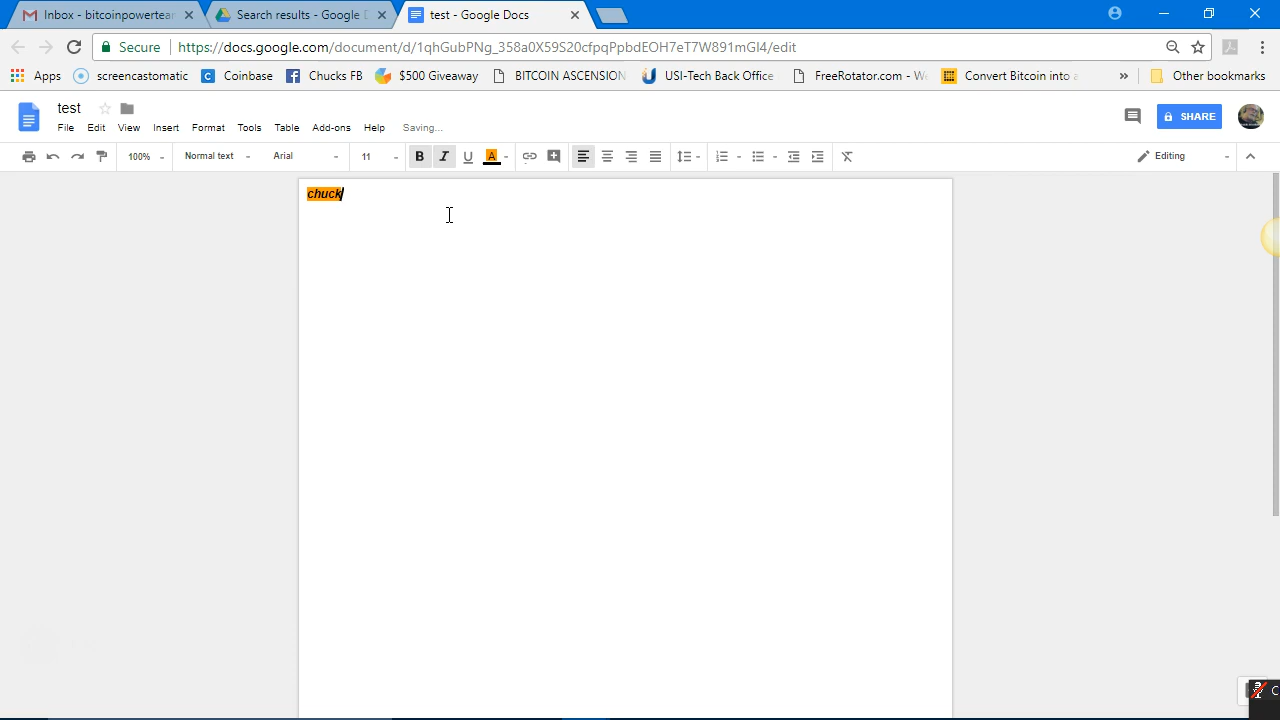 Inbox - bitcoinpowertear
Search results - Google D
test - Google Docs
Secure
https://docs.google.com/document/d/1qhGubPNg_358a0X59S20cfpqPpbdEOH7eT7W891mGI4/edit
Apps
screencastomatic
Coinbase
Chucks FB
$500 Giveaway
BITCOIN ASCENSION
USI-Tech Back Office
FreeRotator.com - We
Convert Bitcoin into a
»
Other bookmarks
test
File Edit View Insert Format Tools Table Add-ons Help Saving...
SHARE
100% Normal text Arial 11 B I U A Editing
chuck
C